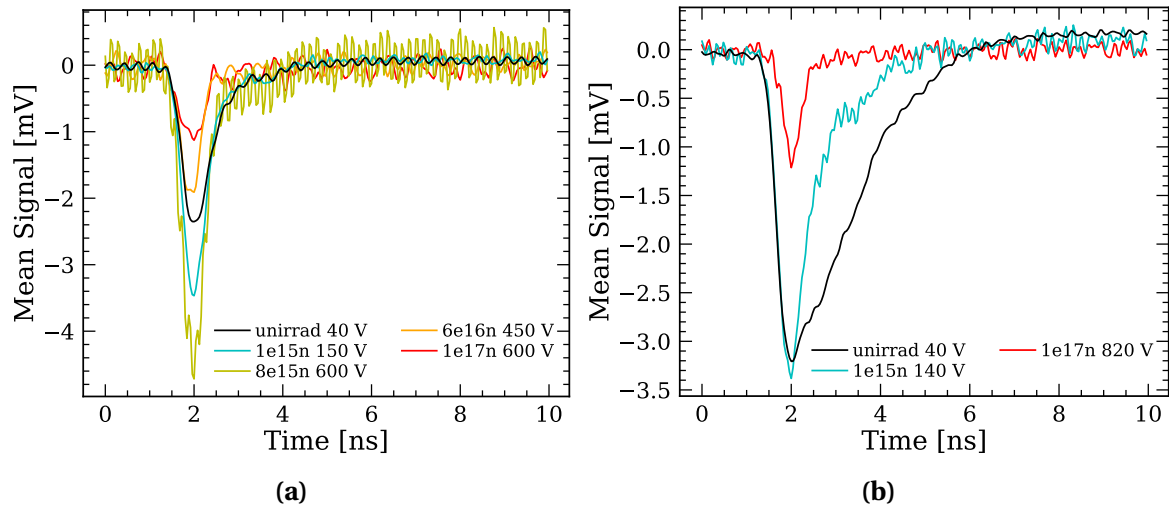 0
−1
−2
−3
−4
Mean Signal [mV]
unirrad 40 V
1e15n 150 V
8e15n 600 V
6e16n 450 V
1e17n 600 V
0 2 4 6 8 10
Time [ns]
(a)
0.0
−0.5
−1.0
−1.5
−2.0
−2.5
−3.0
−3.5
Mean Signal [mV]
unirrad 40 V
1e15n 140 V
1e17n 820 V
0 2 4 6 8 10
Time [ns]
(b)